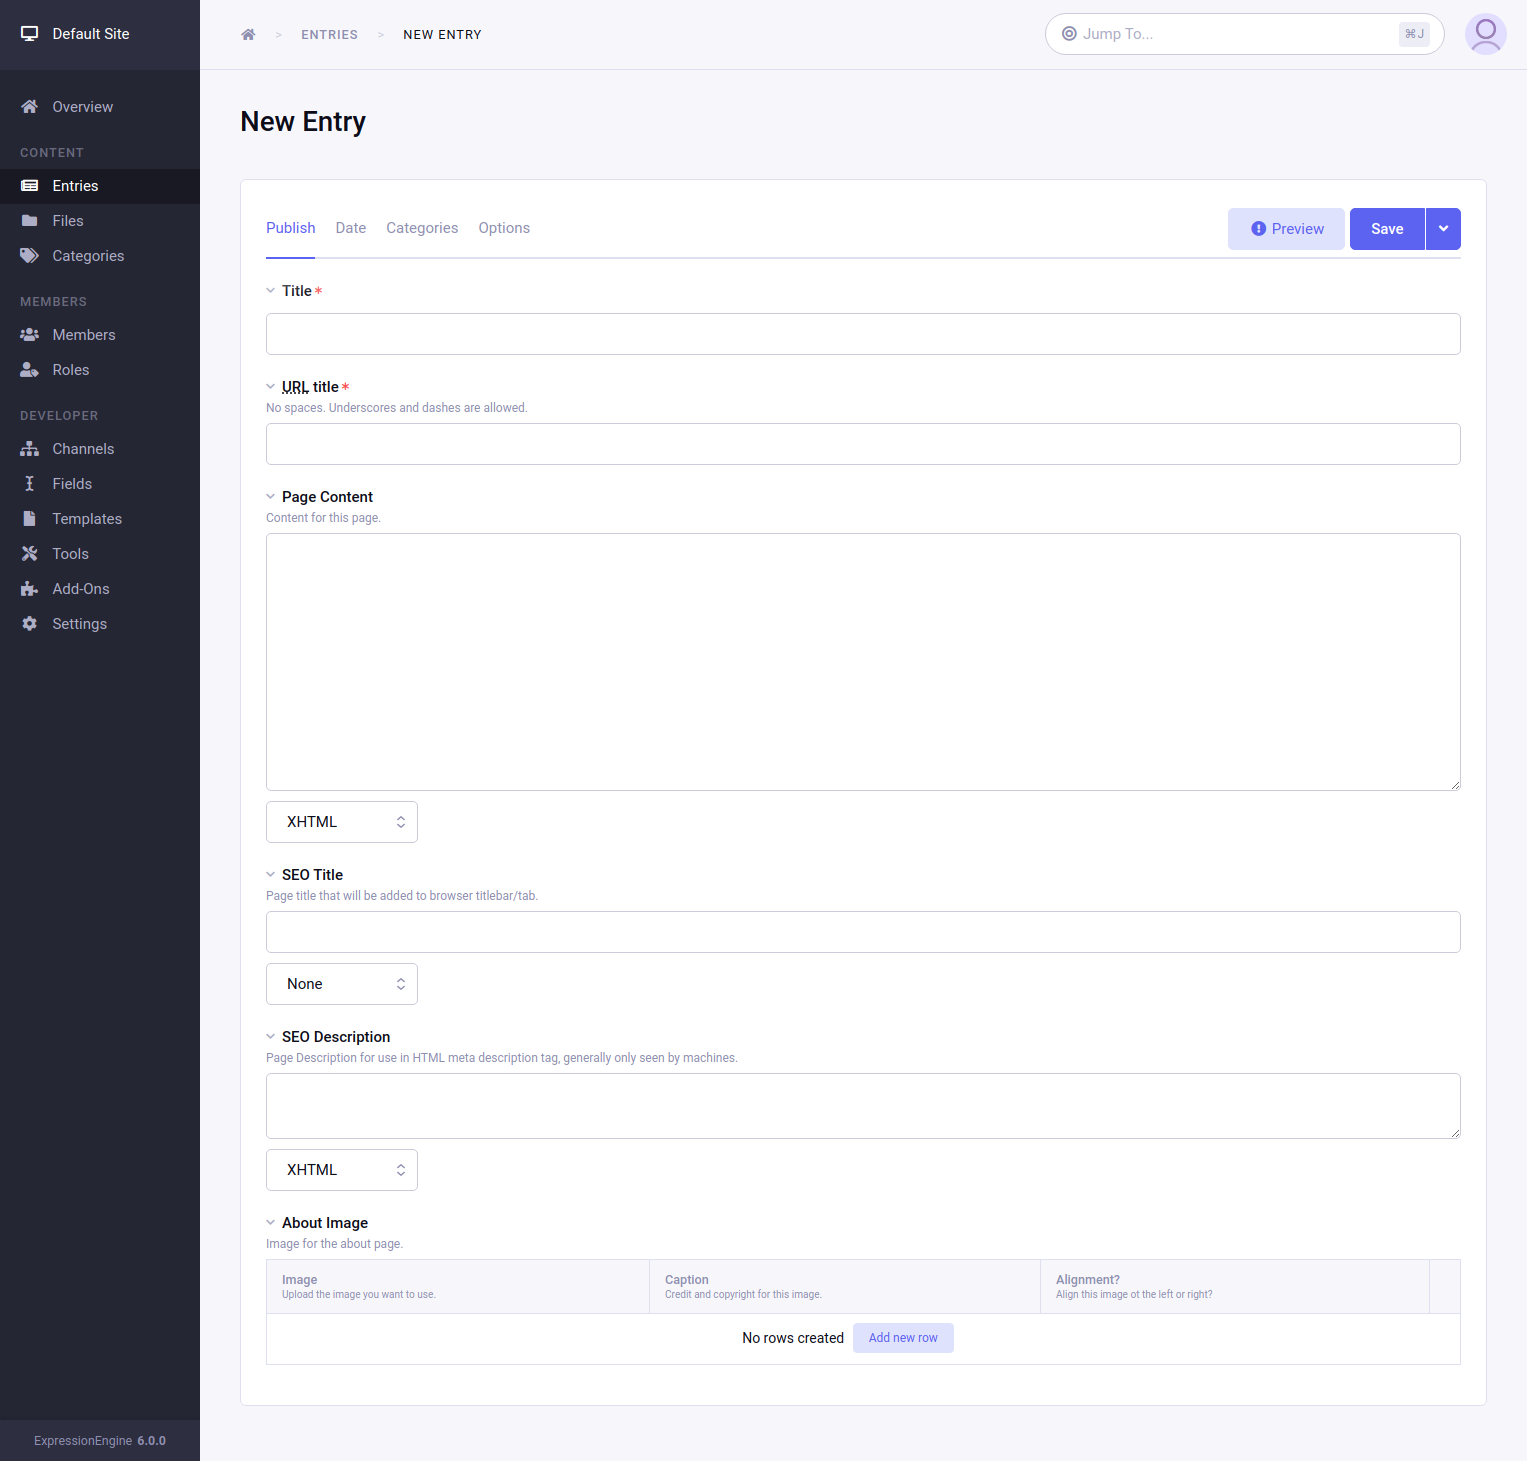 Default Site
Overview
CONTENT
Entries
Files
Categories
MEMBERS
Members
Roles
DEVELOPER
Channels
Fields
Templates
Tools
Add-Ons
Settings
ExpressionEngine 6.0.0
> ENTRIES > NEW ENTRY
Jump To... ⌘J
New Entry
Publish Date Categories Options
Preview Save
Title *
URL title *
No spaces. Underscores and dashes are allowed.
Page Content
Content for this page.
XHTML
SEO Title
Page title that will be added to browser titlebar/tab.
None
SEO Description
Page Description for use in HTML meta description tag, generally only seen by machines.
XHTML
About Image
Image for the about page.
Image Caption Alignment?
Upload the image you want to use. Credit and copyright for this image. Align this image ot the left or right?
No rows created Add new row